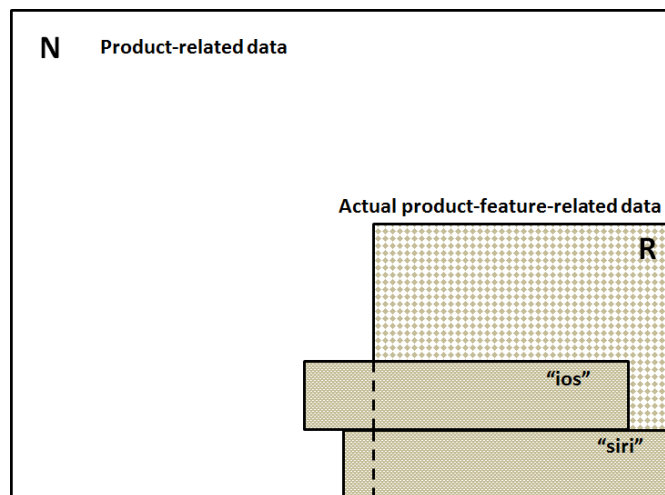 N Product-related data
Actual product-feature-related data
R
“ios”
“siri”